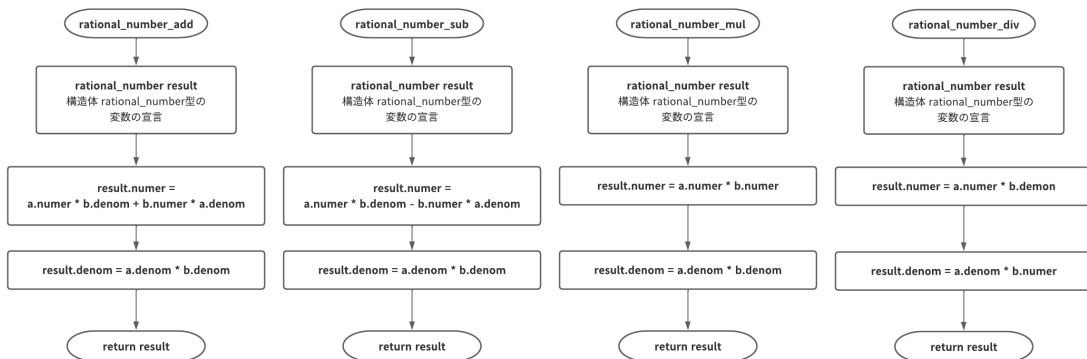 rational_number_add
rational_number result
構造体 rational_number型の
変数の宣言
result.numer =
a.numer * b.denom + b.numer * a.denom
result.denom = a.denom * b.denom
return result
rational_number_sub
rational_number result
構造体 rational_number型の
変数の宣言
result.numer =
a.numer * b.denom - b.numer * a.denom
result.denom = a.denom * b.denom
return result
rational_number_mul
rational_number result
構造体 rational_number型の
変数の宣言
result.numer = a.numer * b.numer
result.denom = a.denom * b.denom
return result
rational_number_div
rational_number result
構造体 rational_number型の
変数の宣言
result.numer = a.numer * b.demon
result.denom = a.denom * b.numer
return result